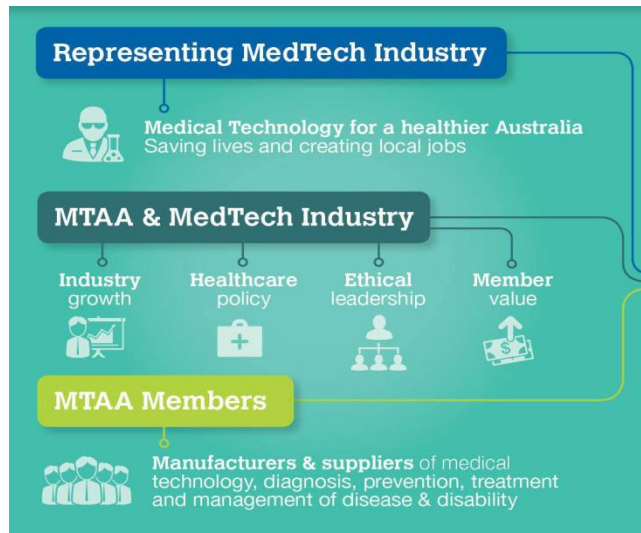 Representing MedTech Industry
Medical Technology for a healthier Australia
Saving lives and creating local jobs
MTAA & MedTech Industry
Industry growth
Healthcare policy
Ethical leadership
Member value
$
MTAA Members
Manufacturers & suppliers of medical
technology, diagnosis, prevention, treatment
and management of disease & disability